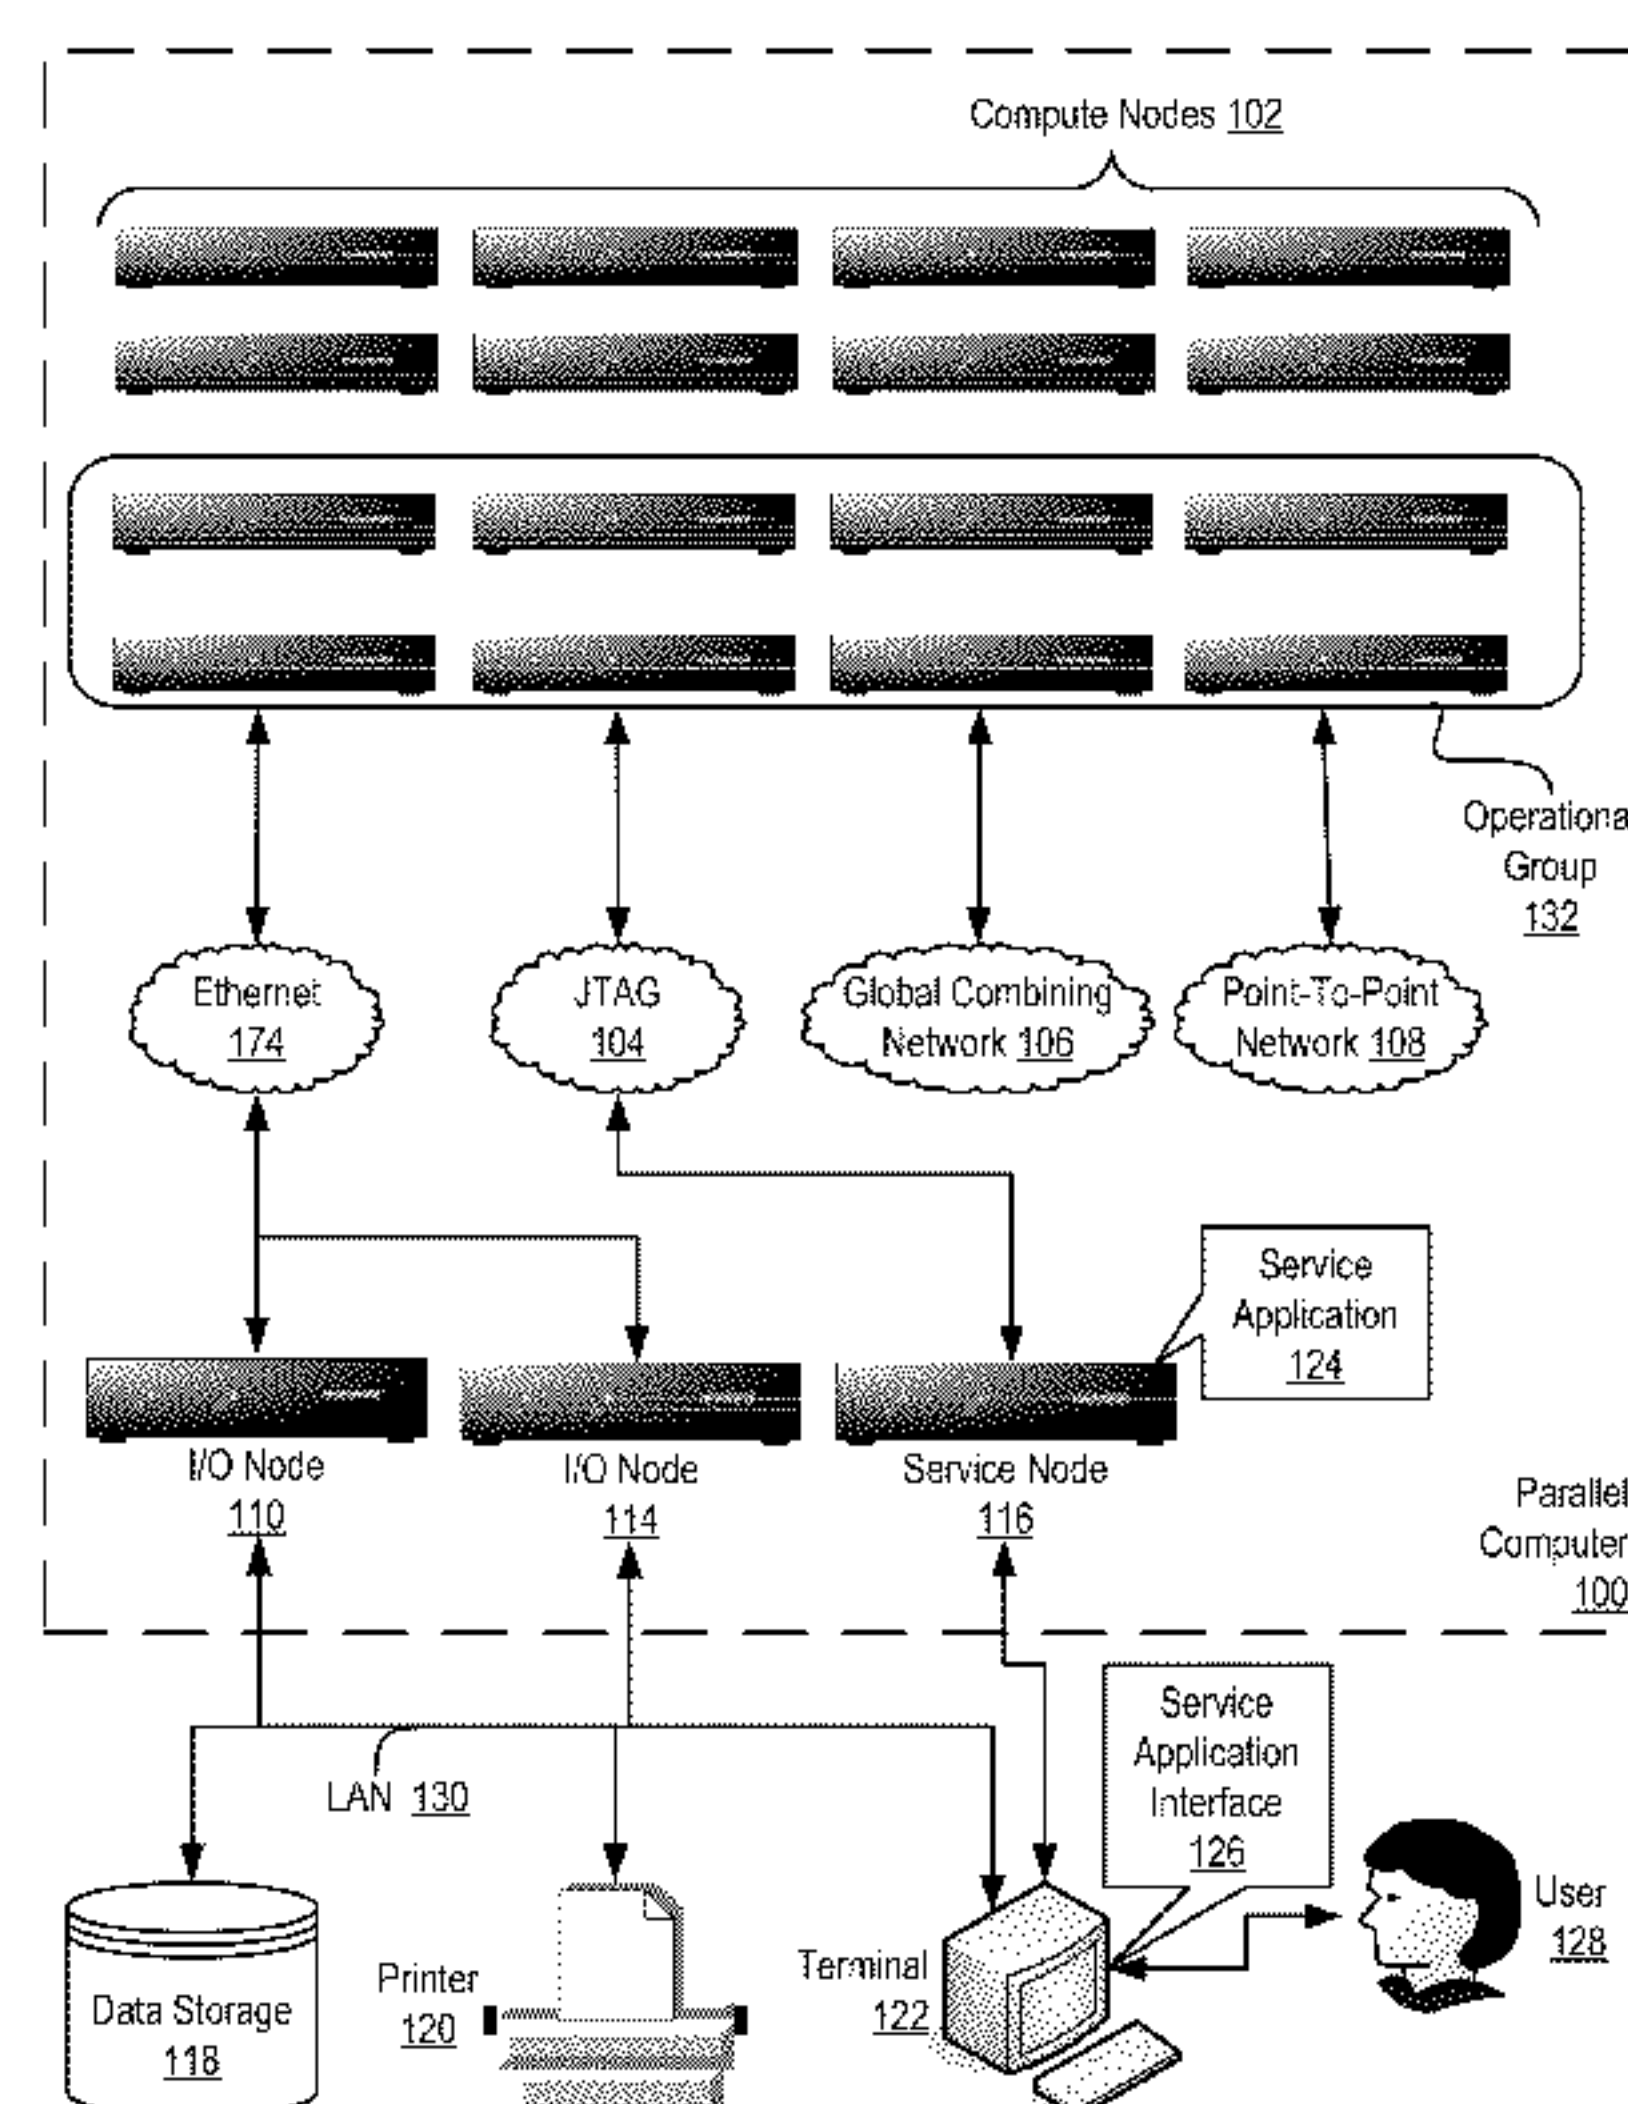 Compute Nodes 102
Operationa
Group
132
Ethernet
174
JTAG
104
Global Combining
Network 106
Point-To-Point
Network 108
Service
Application
124
I/O Node
110
I/O Node
114
Service Node
116
Parallel
Computer
100
LAN 130
Service
Application
Interface
126
User
128
Terminal
122
Printer
120
Data Storage
118